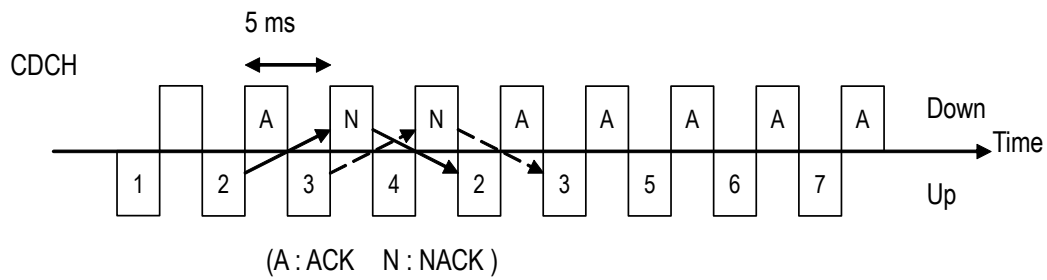 5 ms
CDCH
A N N A A A A A
Down
Time
1 2 3 4 2 3 5 6 7
Up
(A : ACK N : NACK )